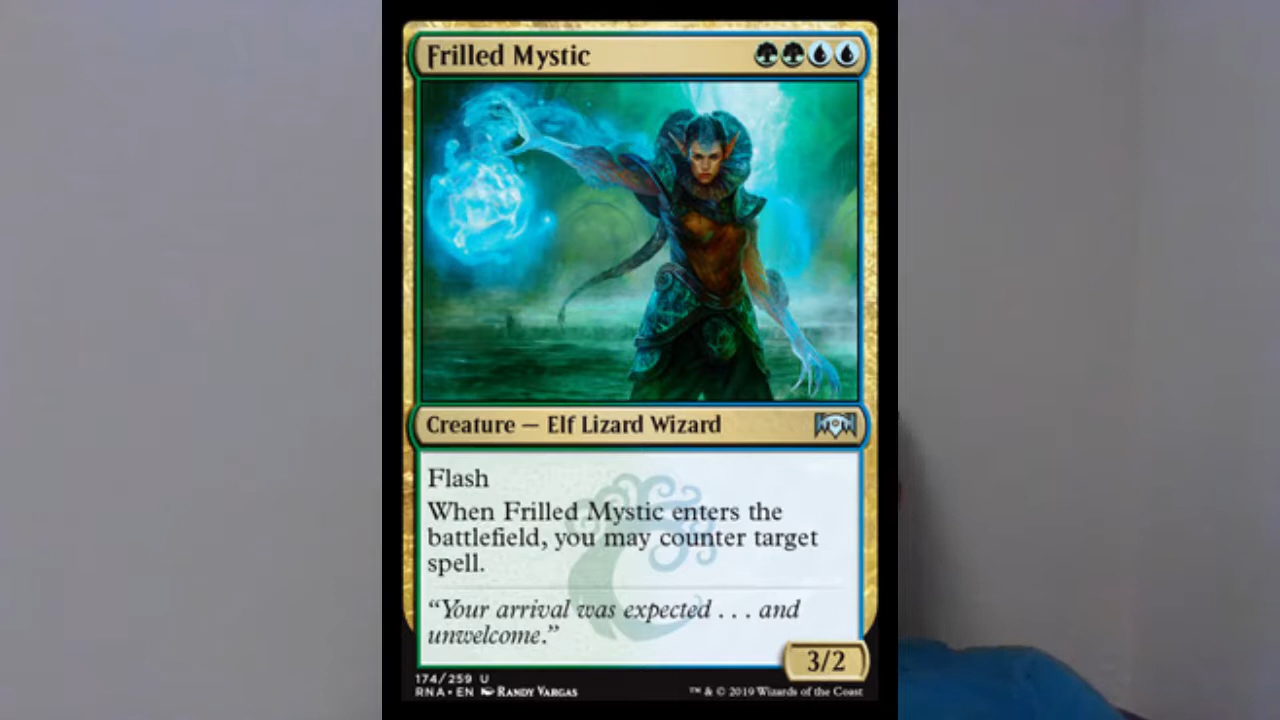 Frilled Mystic
Creature — Elf Lizard Wizard
Flash
When Frilled Mystic enters the
battlefield, you may counter target
spell.
“Your arrival was expected . . . and
unwelcome.”
3/2
174/259 U
RNA • EN Randy Vargas
™ & © 2019 Wizards of the Coast